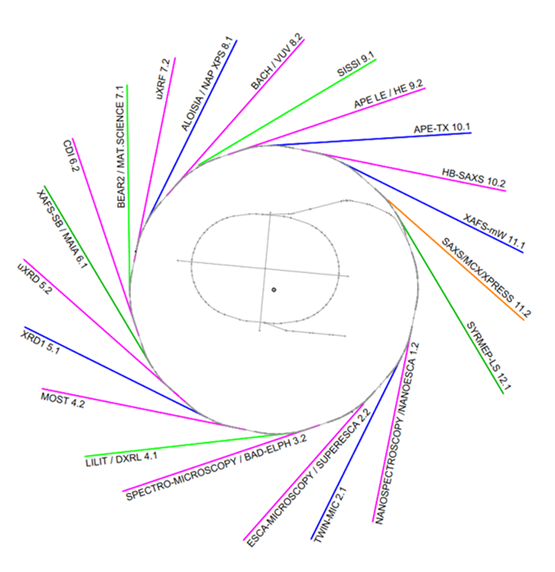 ALOISIA / NAP XPS 8.1
BACH / VUV 8.2
SISSI 9.1
APE LE / HE 9.2
APE-TX 10.1
HB-SAXS 10.2
XAFS-mW 11.1
SAXS/MCX/XPRESS 11.2
SYRMEP-LS 12.1
NANOSPECTROSCOPY /NANOESCA 1.2
TWIN-MIC 2.1
ESCA-MICROSCOPY / SUPERESCA 2.2
SPECTRO-MICROSCOPY / BAD-ELPH 3.2
LILIT / DXRL 4.1
MOST 4.2
XRD1 5.1
uXRD 5.2
XAFS-SB / MAIA 6.1
CDI 6.2
BEAR2 / MAT.SCIENCE 7.1
uXRF 7.2